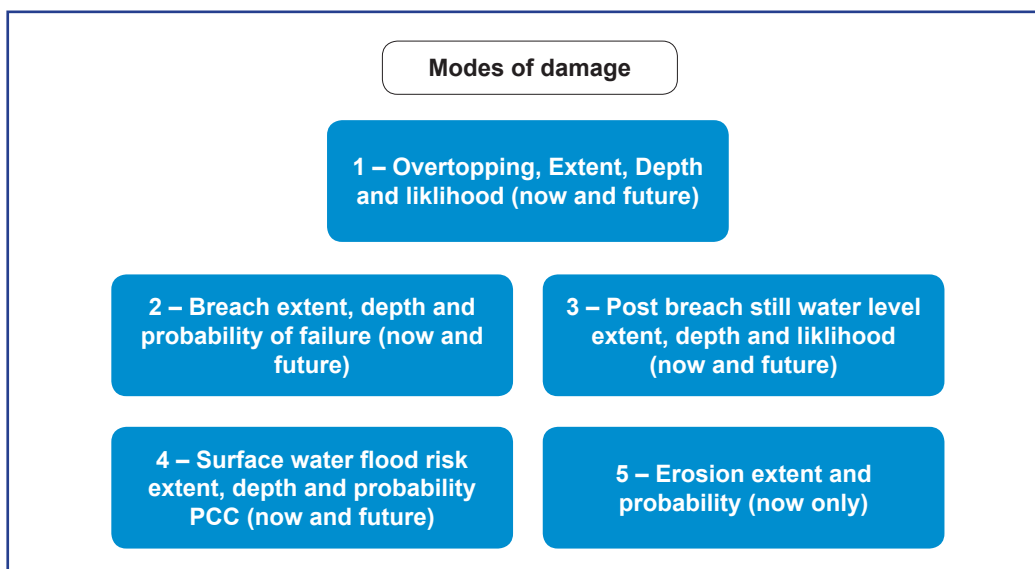 Modes of damage
1 – Overtopping, Extent, Depth
and liklihood (now and future)
2 – Breach extent, depth and
probability of failure (now and
future)
3 – Post breach still water level
extent, depth and liklihood
(now and future)
4 – Surface water flood risk
extent, depth and probability
PCC (now and future)
5 – Erosion extent and
probability (now only)